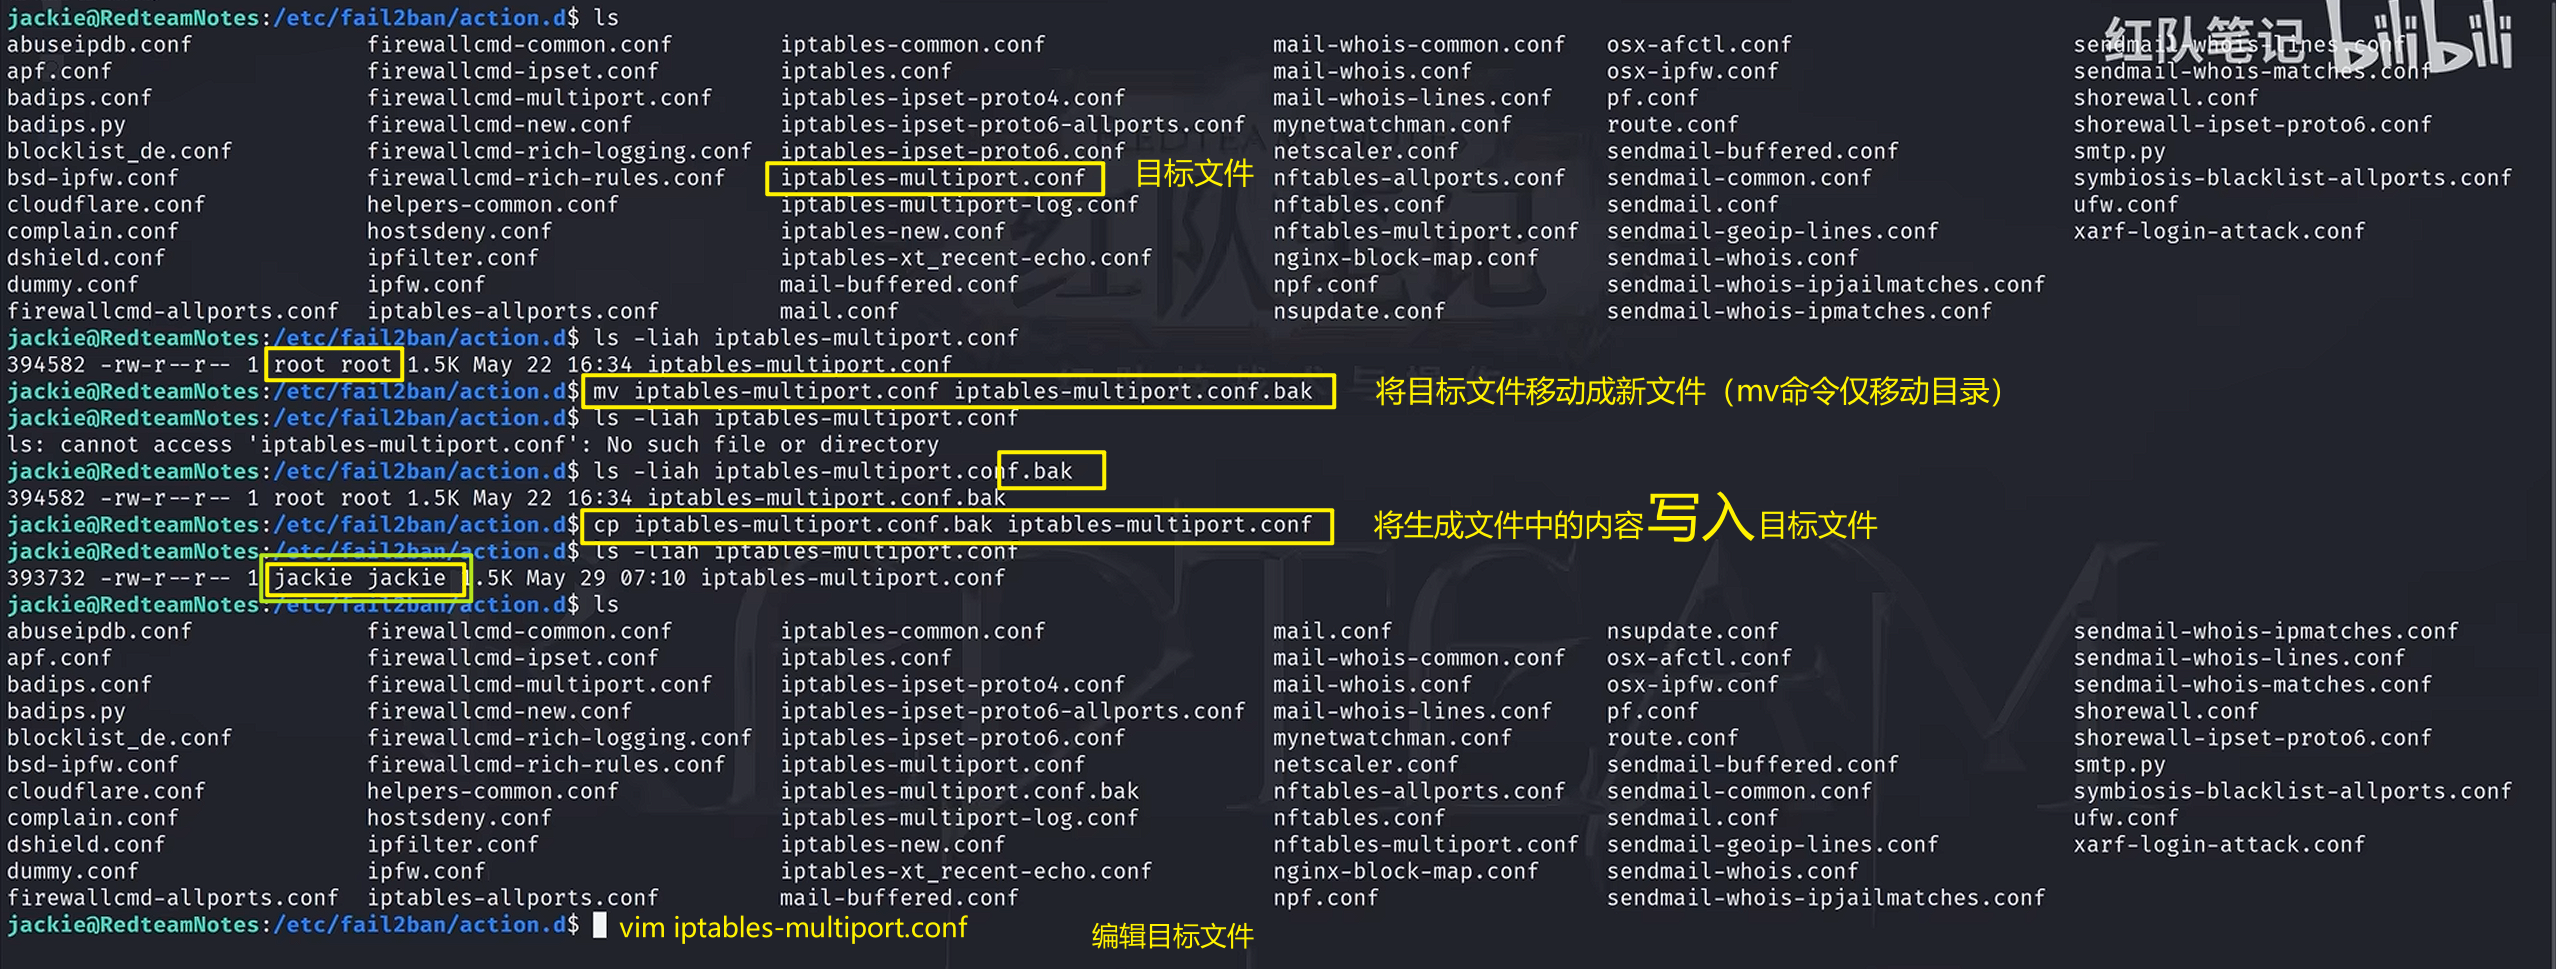 jackie@RedteamNotes:/etc/fail2ban/action.d$ ls
红队笔记 bilibili
abuseipdb.conf firewallcmd-common.conf iptables-common.conf mail-whois-common.conf osx-afctl.conf sendmail-whois-lines.conf
apf.conf firewallcmd-ipset.conf iptables.conf mail-whois.conf osx-ipfw.conf sendmail-whois-matches.conf
badips.conf firewallcmd-multiport.conf iptables-ipset-proto4.conf mail-whois-lines.conf pf.conf shorewall.conf
badips.py firewallcmd-new.conf iptables-ipset-proto6-allports.conf mynetwatchman.conf route.conf shorewall-ipset-proto6.conf
blocklist_de.conf firewallcmd-rich-logging.conf iptables-ipset-proto6.conf netscaler.conf sendmail-buffered.conf smtp.py
bsd-ipfw.conf firewallcmd-rich-rules.conf iptables-multiport.conf 目标文件 nftables-allports.conf sendmail-common.conf symbiosis-blacklist-allports.conf
cloudflare.conf helpers-common.conf iptables-multiport-log.conf nftables.conf sendmail.conf ufw.conf
complain.conf hostsdeny.conf iptables-new.conf nftables-multiport.conf sendmail-geoip-lines.conf xarf-login-attack.conf
dshield.conf ipfilter.conf iptables-xt_recent-echo.conf nginx-block-map.conf sendmail-whois.conf
dummy.conf ipfw.conf mail-buffered.conf npf.conf sendmail-whois-ipjailmatches.conf
firewallcmd-allports.conf iptables-allports.conf mail.conf nsupdate.conf sendmail-whois-ipmatches.conf
jackie@RedteamNotes:/etc/fail2ban/action.d$ ls -liah iptables-multiport.conf
394582 -rw-r--r-- 1 root root 1.5K May 22 16:34 iptables-multiport.conf
jackie@RedteamNotes:/etc/fail2ban/action.d$ mv iptables-multiport.conf iptables-multiport.conf.bak 将目标文件移动成新文件（mv命令仅移动目录）
jackie@RedteamNotes:/etc/fail2ban/action.d$ ls -liah iptables-multiport.conf
ls: cannot access 'iptables-multiport.conf': No such file or directory
jackie@RedteamNotes:/etc/fail2ban/action.d$ ls -liah iptables-multiport.conf.bak
394582 -rw-r--r-- 1 root root 1.5K May 22 16:34 iptables-multiport.conf.bak
jackie@RedteamNotes:/etc/fail2ban/action.d$ cp iptables-multiport.conf.bak iptables-multiport.conf 将生成文件中的内容写入目标文件
jackie@RedteamNotes:/etc/fail2ban/action.d$ ls -liah iptables-multiport.conf
393732 -rw-r--r-- 1 jackie jackie 1.5K May 29 07:10 iptables-multiport.conf
jackie@RedteamNotes:/etc/fail2ban/action.d$ ls
abuseipdb.conf firewallcmd-common.conf iptables-common.conf mail.conf nsupdate.conf sendmail-whois-ipmatches.conf
apf.conf firewallcmd-ipset.conf iptables.conf mail-whois-common.conf osx-afctl.conf sendmail-whois-lines.conf
badips.conf firewallcmd-multiport.conf iptables-ipset-proto4.conf mail-whois.conf osx-ipfw.conf sendmail-whois-matches.conf
badips.py firewallcmd-new.conf iptables-ipset-proto6-allports.conf mail-whois-lines.conf pf.conf shorewall.conf
blocklist_de.conf firewallcmd-rich-logging.conf iptables-ipset-proto6.conf mynetwatchman.conf route.conf shorewall-ipset-proto6.conf
bsd-ipfw.conf firewallcmd-rich-rules.conf iptables-multiport.conf netscaler.conf sendmail-buffered.conf smtp.py
cloudflare.conf helpers-common.conf iptables-multiport.conf.bak nftables-allports.conf sendmail-common.conf symbiosis-blacklist-allports.conf
complain.conf hostsdeny.conf iptables-multiport-log.conf nftables.conf sendmail.conf ufw.conf
dshield.conf ipfilter.conf iptables-new.conf nftables-multiport.conf sendmail-geoip-lines.conf xarf-login-attack.conf
dummy.conf ipfw.conf iptables-xt_recent-echo.conf nginx-block-map.conf sendmail-whois.conf
firewallcmd-allports.conf iptables-allports.conf mail-buffered.conf npf.conf sendmail-whois-ipjailmatches.conf
jackie@RedteamNotes:/etc/fail2ban/action.d$ vim iptables-multiport.conf 编辑目标文件